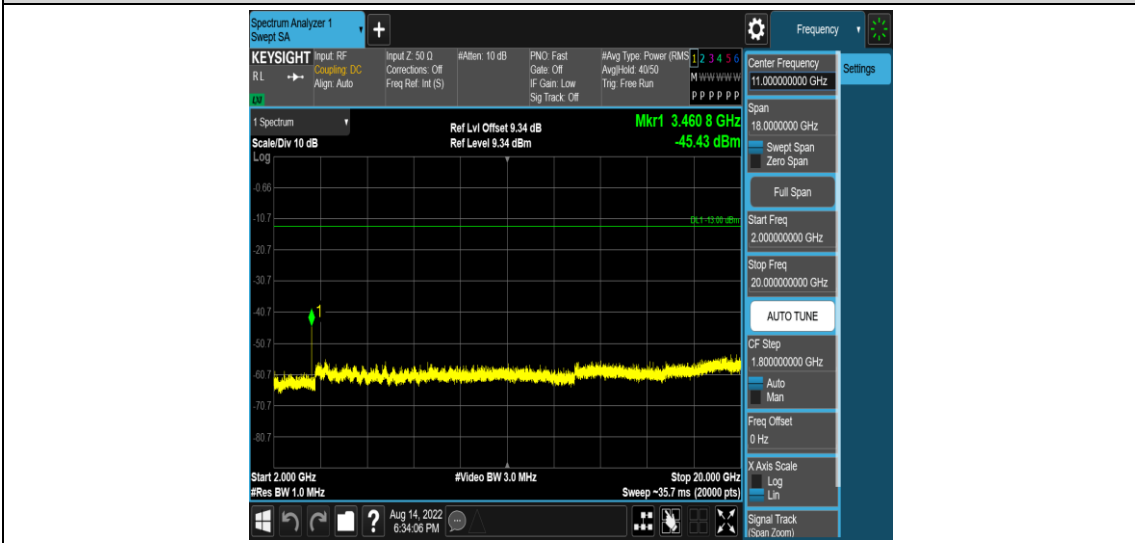 Spectrum Analyzer 1
Swept SA
+
Frequency
KEYSIGHT
RL
LXI
Input: RF
Coupling: DC
Align: Auto
Input Z: 50 Ω
Corrections: Off
Freq Ref: Int (S)
#Atten: 10 dB
PNO: Fast
Gate: Off
IF Gain: Low
Sig Track: Off
#Avg Type: Power (RMS
Avg|Hold: 40/50
Trig: Free Run
1 2 3 4 5 6
M W W W W W
P P P P P P
Center Frequency
11.000000000 GHz
Settings
Span
18.0000000 GHz
Swept Span
Zero Span
Full Span
Start Freq
2.000000000 GHz
Stop Freq
20.000000000 GHz
AUTO TUNE
CF Step
1.800000000 GHz
Auto
Man
Freq Offset
0 Hz
X Axis Scale
Log
Lin
Signal Track
(Span Zoom)
1 Spectrum
Scale/Div 10 dB
Log
Ref Lvl Offset 9.34 dB
Ref Level 9.34 dBm
Mkr1 3.460 8 GHz
-45.43 dBm
-0.66
-10.7
DL1 -13.00 dBm
-20.7
-30.7
-40.7
1
-50.7
-60.7
-70.7
-80.7
Start 2.000 GHz
#Video BW 3.0 MHz
Stop 20.000 GHz
#Res BW 1.0 MHz
Sweep ~35.7 ms (20000 pts)
?
Aug 14, 2022
6:34:06 PM